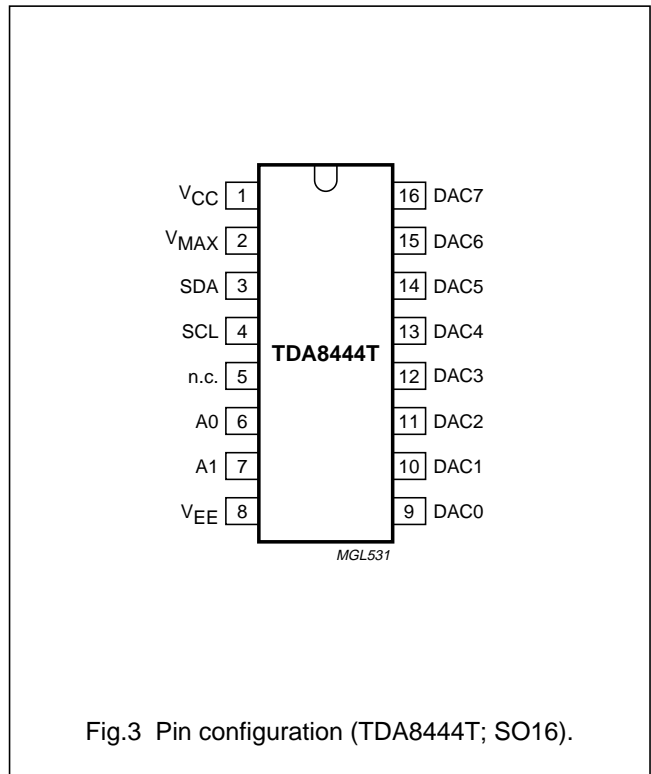 VCC 1 16 DAC7
VMAX 2 15 DAC6
SDA 3 14 DAC5
SCL 4 13 DAC4
TDA8444T
n.c. 5 12 DAC3
A0 6 11 DAC2
A1 7 10 DAC1
VEE 8 9 DAC0
MGL531
Fig.3 Pin configuration (TDA8444T; SO16).